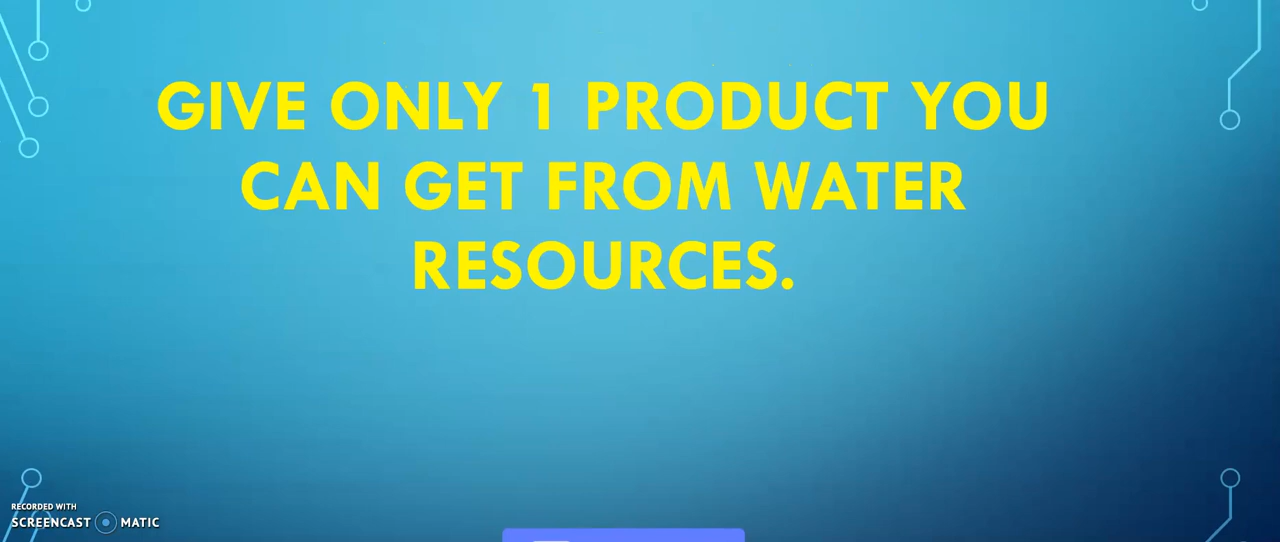 GIVE ONLY 1 PRODUCT YOU
CAN GET FROM WATER
RESOURCES.
RECORDED WITH
SCREENCAST MATIC